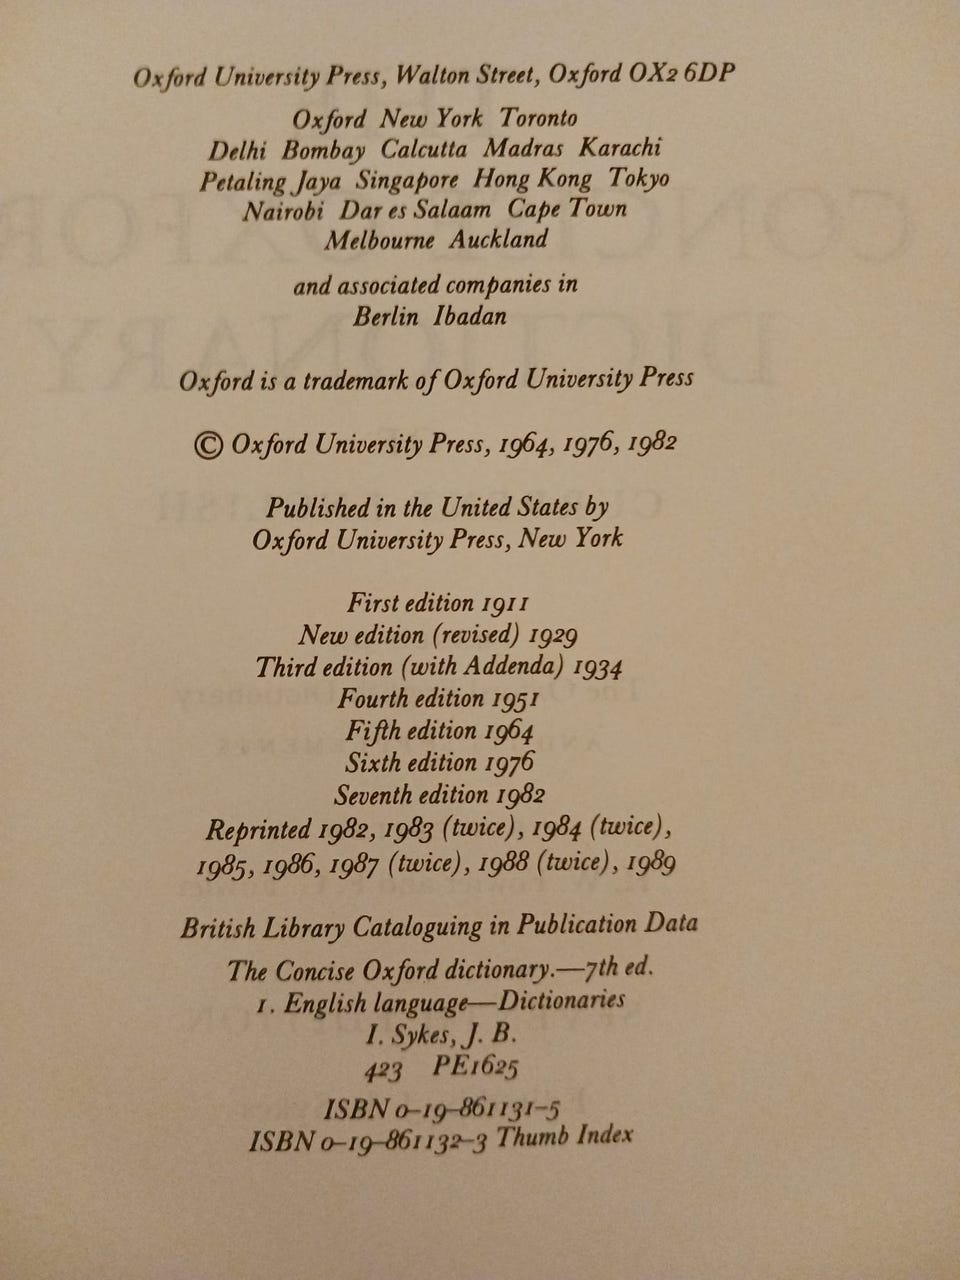 Oxford University Press, Walton Street, Oxford OX2 6DP
Oxford New York Toronto
Delhi Bombay Calcutta Madras Karachi
Petaling Jaya Singapore Hong Kong Tokyo
Nairobi Dar es Salaam Cape Town
Melbourne Auckland
and associated companies in
Berlin Ibadan
Oxford is a trademark of Oxford University Press
© Oxford University Press, 1964, 1976, 1982
Published in the United States by
Oxford University Press, New York
First edition 1911
New edition (revised) 1929
Third edition (with Addenda) 1934
Fourth edition 1951
Fifth edition 1964
Sixth edition 1976
Seventh edition 1982
Reprinted 1982, 1983 (twice), 1984 (twice),
1985, 1986, 1987 (twice), 1988 (twice), 1989
British Library Cataloguing in Publication Data
The Concise Oxford dictionary.—7th ed.
1. English language—Dictionaries
I. Sykes, J. B.
423 PE1625
ISBN 0–19–861131–5
ISBN 0–19–861132–3 Thumb Index